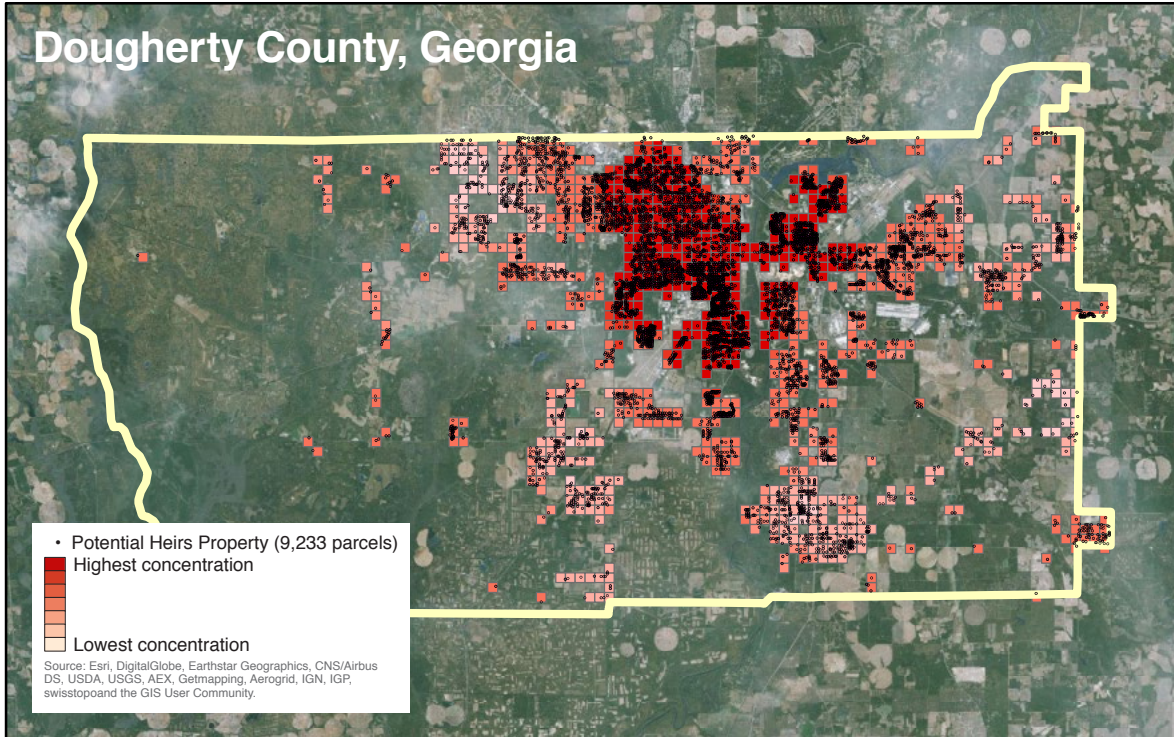 Dougherty County, Georgia
• Potential Heirs Property (9,233 parcels)
Highest concentration
Lowest concentration
Source: Esri, DigitalGlobe, Earthstar Geographics, CNS/Airbus
DS, USDA, USGS, AEX, Getmapping, Aerogrid, IGN, IGP,
swisstopoand the GIS User Community.